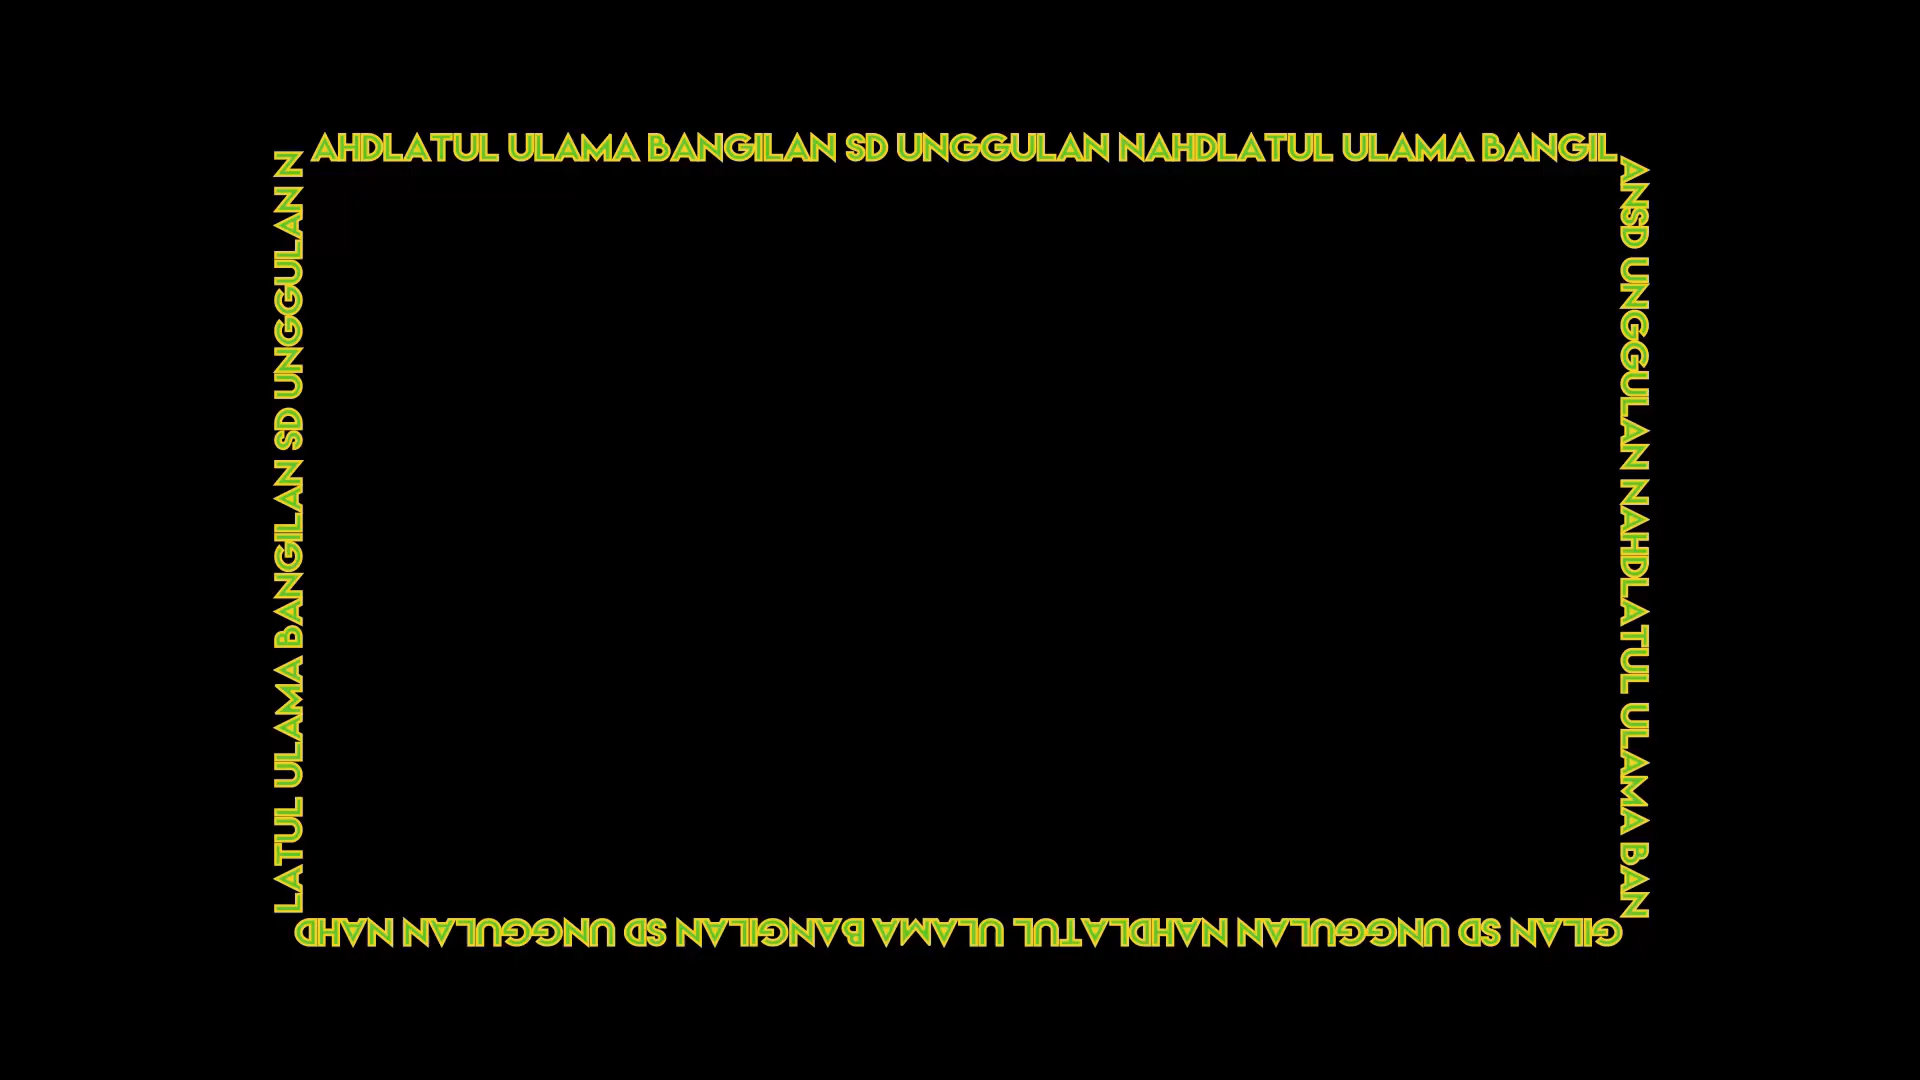 AHDLATUL ULAMA BANGILAN SD UNGGULAN NAHDLATUL ULAMA BANGIL
ANSD UNGGULAN NAHDLATUL ULAMA BAN
GILAN SD UNGGULAN NAHDLATUL ULAMA BANGILAN SD UNGGULAN NAHD
LATUL ULAMA BANGILAN SD UNGGULAN N